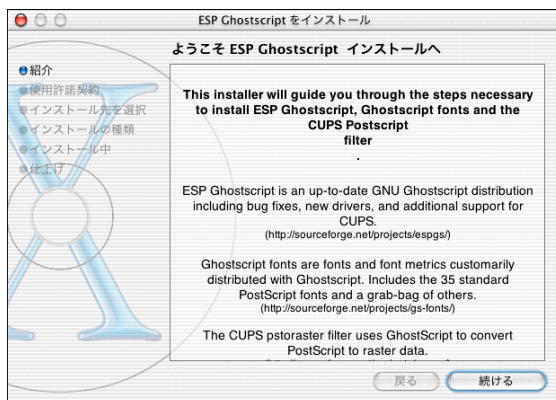 ESP Ghostscript をインストール
ようこそ ESP Ghostscript インストールへ
紹介
使用許諾契約
インストール先を選択
インストールの種類
インストール中
仕上げ
This installer will guide you through the steps necessary
to install ESP Ghostscript, Ghostscript fonts and the
CUPS Postscript
filter
.
ESP Ghostscript is an up-to-date GNU Ghostscript distribution
including bug fixes, new drivers, and additional support for
CUPS.
(http://sourceforge.net/projects/espgs/)
Ghostscript fonts are fonts and font metrics customarily
distributed with Ghostscript. Includes the 35 standard
PostScript fonts and a grab-bag of others.
(http://sourceforge.net/projects/gs-fonts/)
The CUPS pstoraster filter uses GhostScript to convert
PostScript to raster data.
戻る
続ける